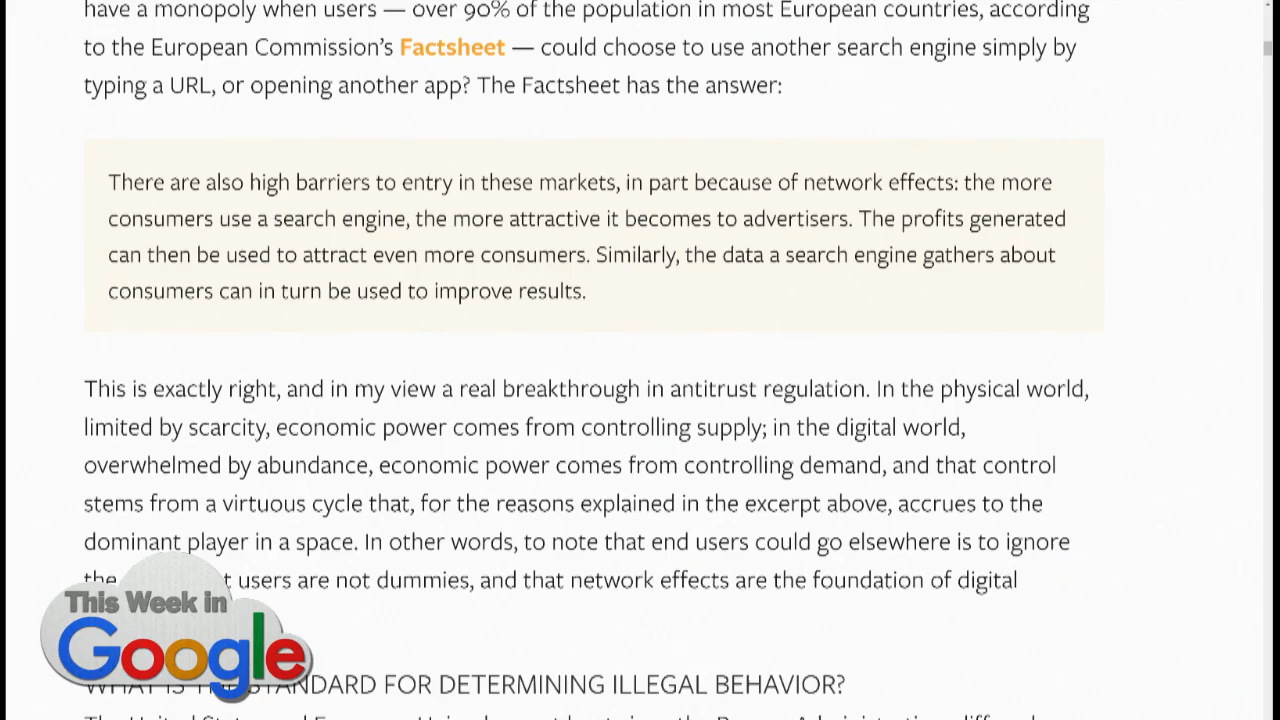 have a monopoly when users — over 90% of the population in most European countries, according
to the European Commission’s Factsheet — could choose to use another search engine simply by
typing a URL, or opening another app? The Factsheet has the answer:
There are also high barriers to entry in these markets, in part because of network effects: the more
consumers use a search engine, the more attractive it becomes to advertisers. The profits generated
can then be used to attract even more consumers. Similarly, the data a search engine gathers about
consumers can in turn be used to improve results.
This is exactly right, and in my view a real breakthrough in antitrust regulation. In the physical world,
limited by scarcity, economic power comes from controlling supply; in the digital world,
overwhelmed by abundance, economic power comes from controlling demand, and that control
stems from a virtuous cycle that, for the reasons explained in the excerpt above, accrues to the
dominant player in a space. In other words, to note that end users could go elsewhere is to ignore
the users are not dummies, and that network effects are the foundation of digital
This Week in
Google
WHAT IS THE STANDARD FOR DETERMINING ILLEGAL BEHAVIOR?